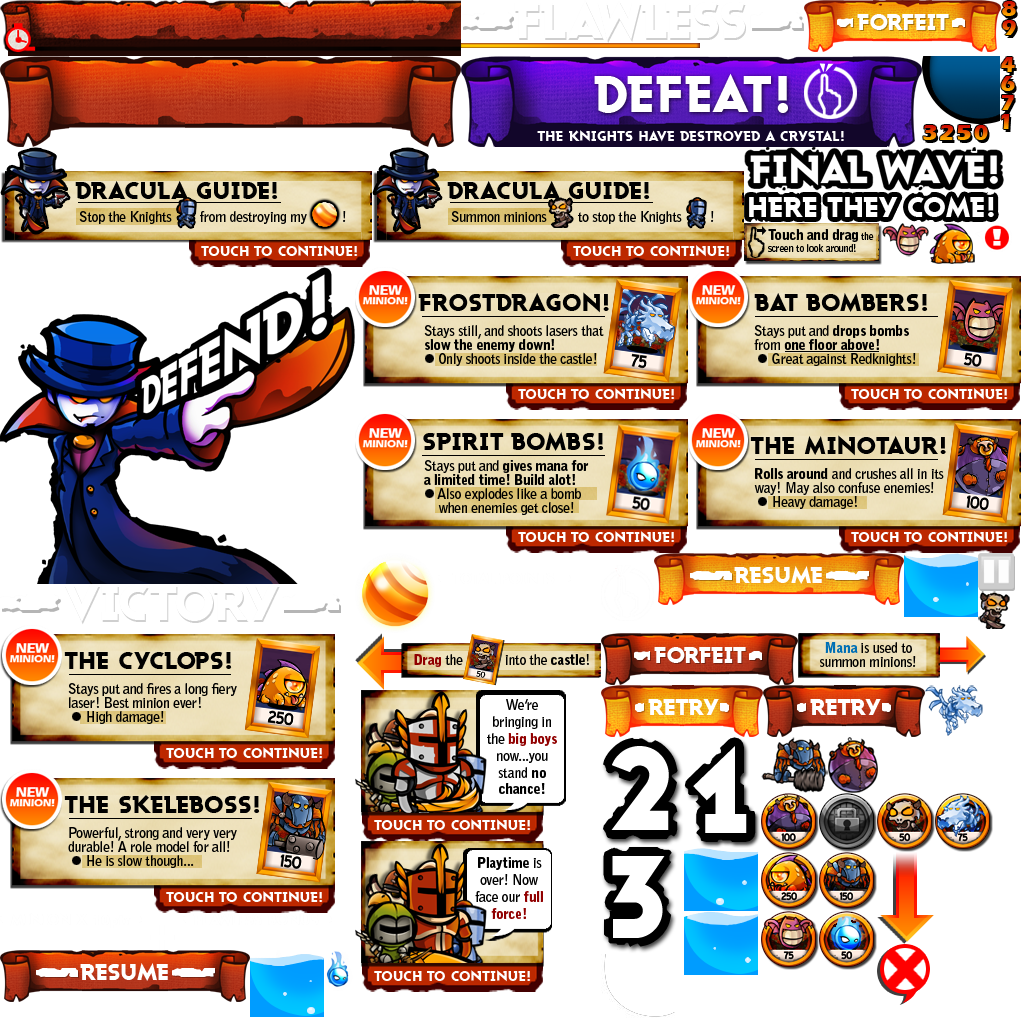 FLAWLESS
FORFEIT
8
9
DEFEAT!
THE KNIGHTS HAVE DESTROYED A CRYSTAL!
4
6
7
1
3250
DRACULA GUIDE!
Stop the Knights from destroying my !
TOUCH TO CONTINUE!
DRACULA GUIDE!
Summon minions to stop the Knights !
TOUCH TO CONTINUE!
FINAL WAVE!
HERE THEY COME!
Touch and drag the
screen to look around!
!
DEFEND!
NEW
MINION!
FROSTDRAGON!
Stays still, and shoots lasers that
slow the enemy down!
Only shoots inside the castle!
75
TOUCH TO CONTINUE!
NEW
MINION!
BAT BOMBERS!
Stays put and drops bombs
from one floor above!
Great against Redknights!
50
TOUCH TO CONTINUE!
NEW
MINION!
SPIRIT BOMBS!
Stays put and gives mana for
a limited time! Build alot!
Also explodes like a bomb
when enemies get close!
50
TOUCH TO CONTINUE!
NEW
MINION!
THE MINOTAUR!
Rolls around and crushes all in its
way! May also confuse enemies!
Heavy damage!
100
TOUCH TO CONTINUE!
RESUME
VICTORY
NEW
MINION!
THE CYCLOPS!
Stays put and fires a long fiery
laser! Best minion ever!
High damage!
250
TOUCH TO CONTINUE!
Drag the into the castle!
50
FORFEIT
Mana is used to
summon minions!
We're
bringing in
the big boys
now...you
stand no
chance!
TOUCH TO CONTINUE!
RETRY
RETRY
2 1
3
NEW
MINION!
THE SKELEBOSS!
Powerful, strong and very very
durable! A role model for all!
He is slow though...
150
TOUCH TO CONTINUE!
Playtime is
over! Now
face our full
force!
TOUCH TO CONTINUE!
100
50
75
250
150
75
50
RESUME